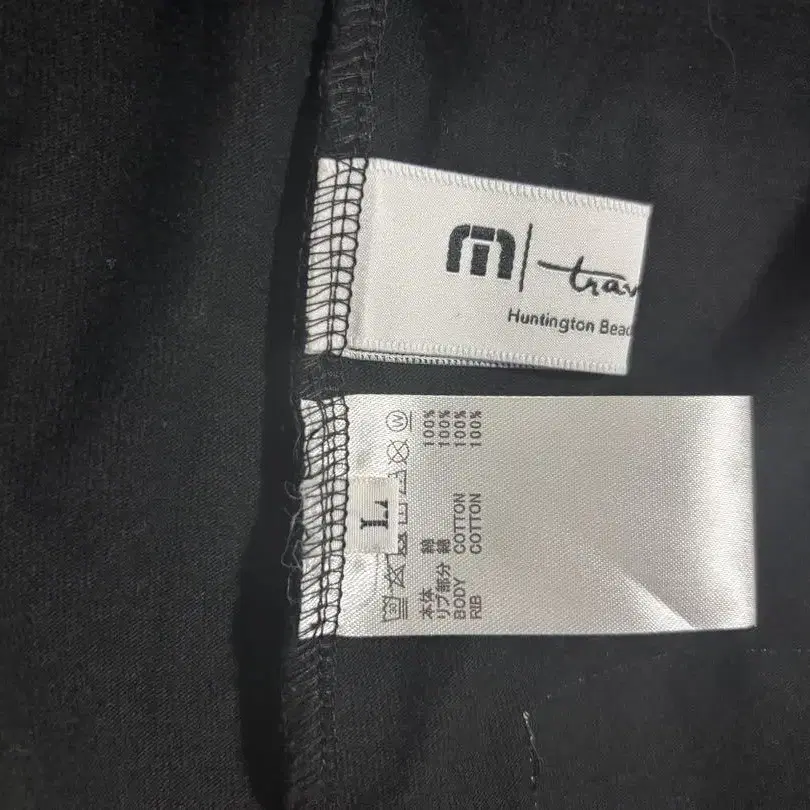 trav
Huntington Beac
L
本体 綿 100%
リブ部分 綿 100%
BODY COTTON 100%
RIB COTTON 100%